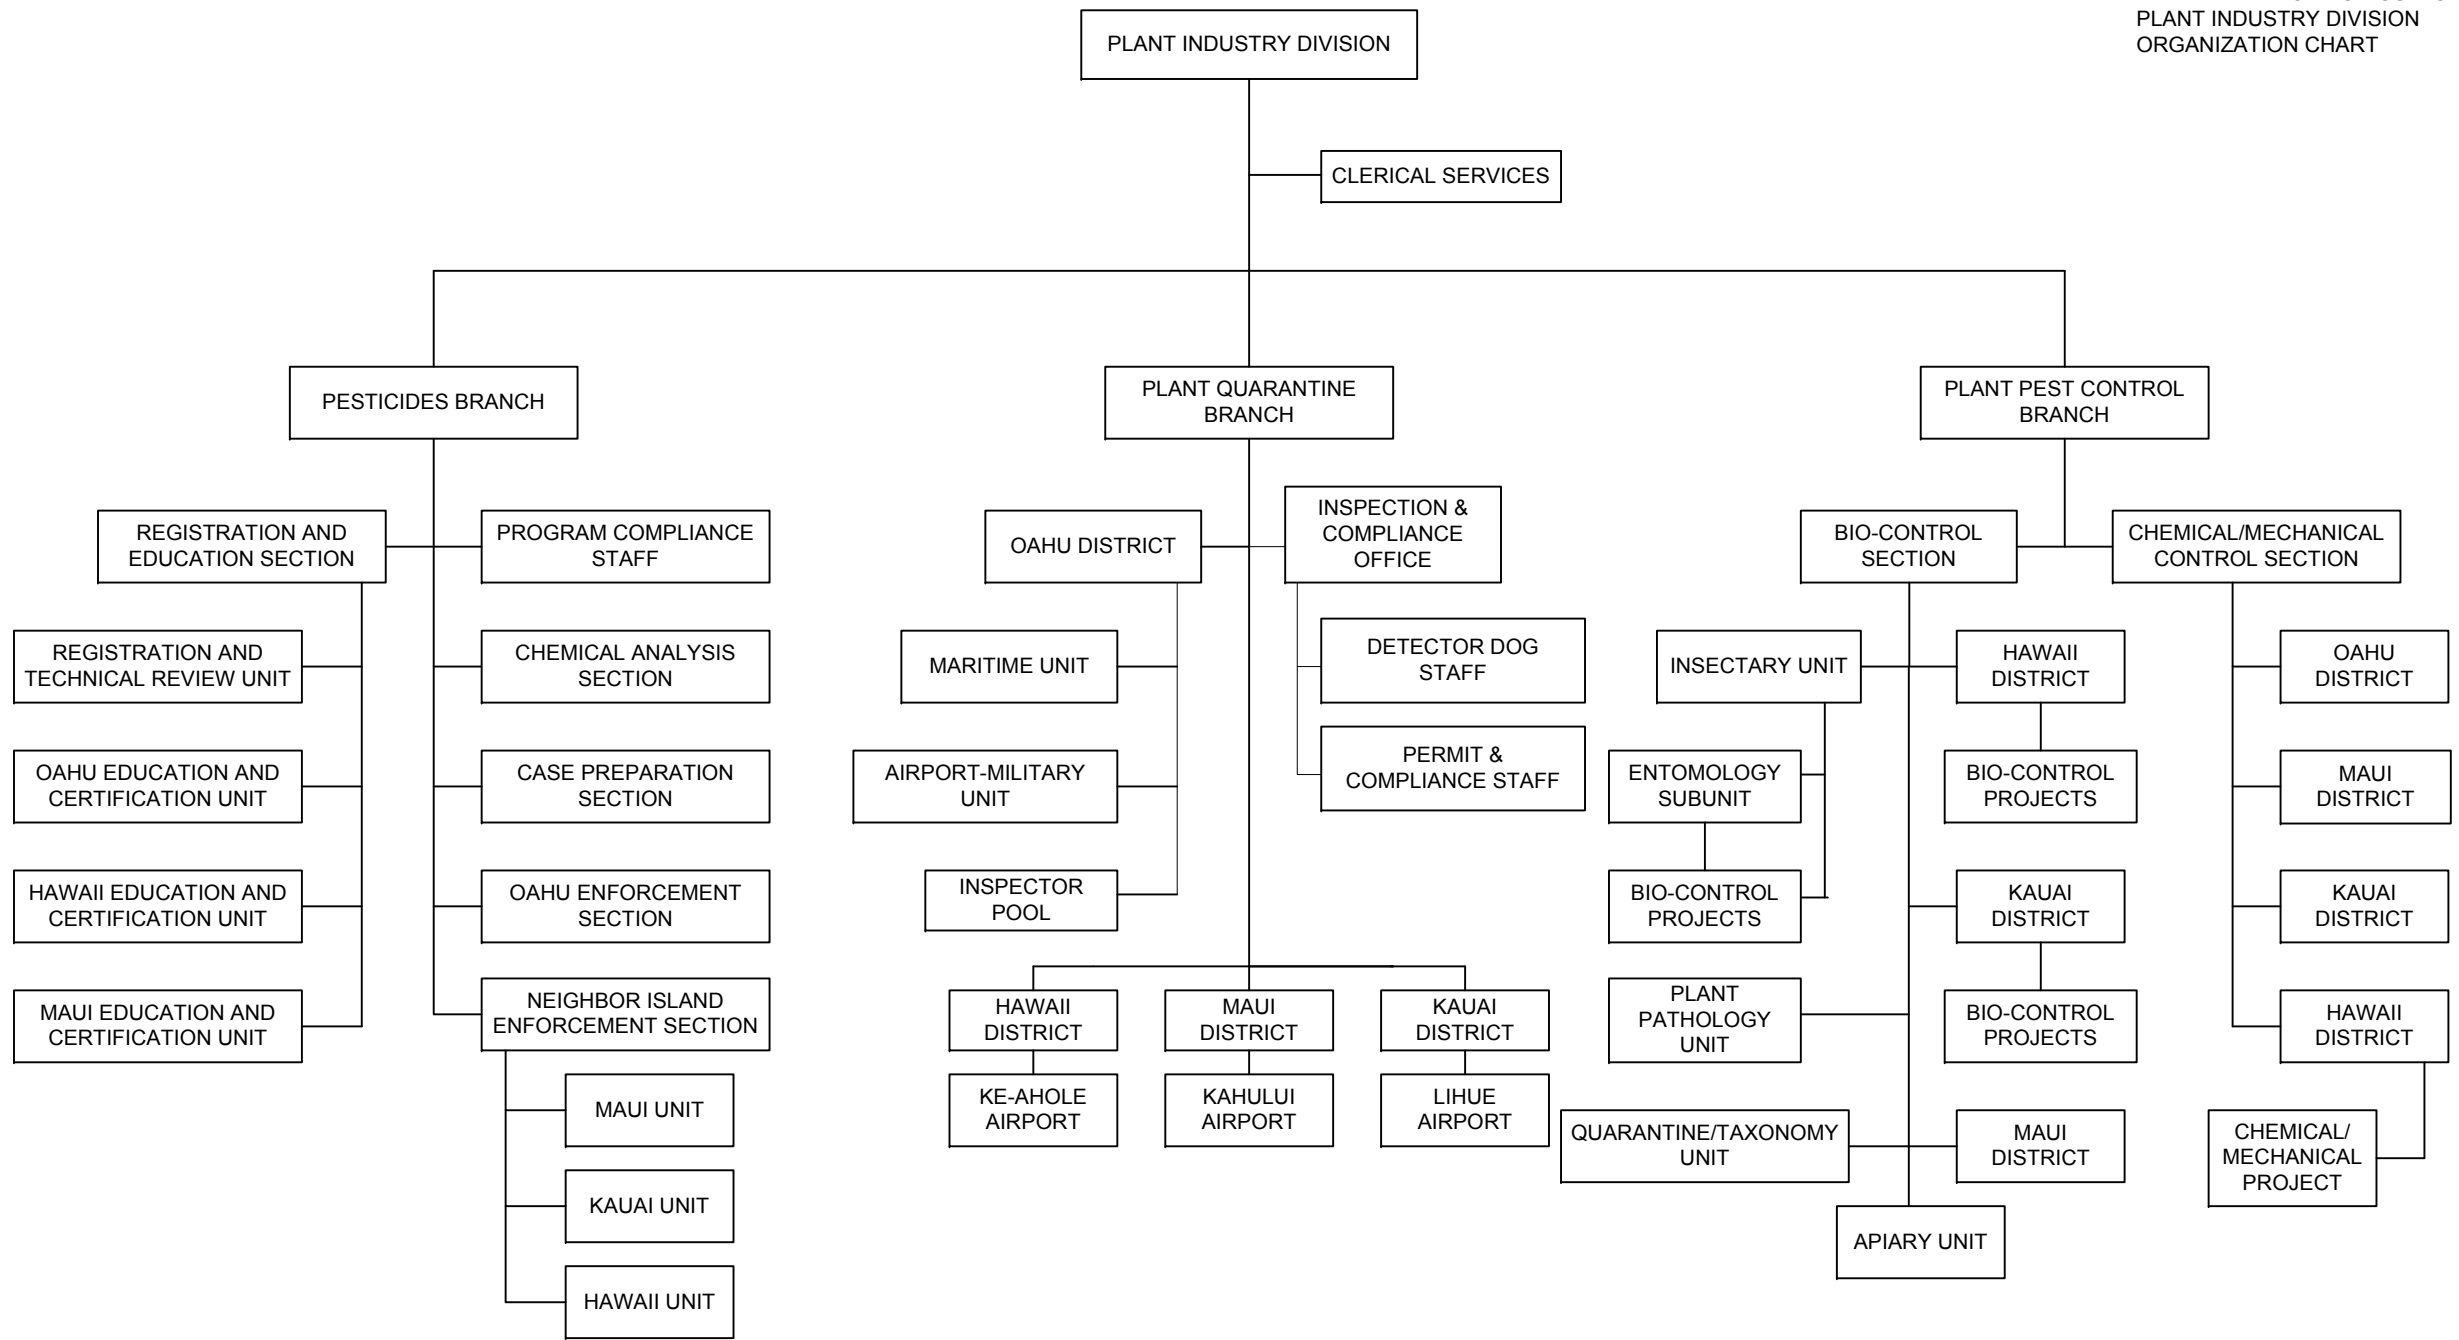 PLANT INDUSTRY DIVISION
ORGANIZATION CHART
PLANT INDUSTRY DIVISION
CLERICAL SERVICES
PESTICIDES BRANCH
PLANT QUARANTINE
BRANCH
PLANT PEST CONTROL
BRANCH
REGISTRATION AND
EDUCATION SECTION
PROGRAM COMPLIANCE
STAFF
REGISTRATION AND
TECHNICAL REVIEW UNIT
CHEMICAL ANALYSIS
SECTION
OAHU EDUCATION AND
CERTIFICATION UNIT
CASE PREPARATION
SECTION
HAWAII EDUCATION AND
CERTIFICATION UNIT
OAHU ENFORCEMENT
SECTION
MAUI EDUCATION AND
CERTIFICATION UNIT
NEIGHBOR ISLAND
ENFORCEMENT SECTION
MAUI UNIT
KAUAI UNIT
HAWAII UNIT
OAHU DISTRICT
INSPECTION &
COMPLIANCE
OFFICE
MARITIME UNIT
DETECTOR DOG
STAFF
AIRPORT-MILITARY
UNIT
PERMIT &
COMPLIANCE STAFF
INSPECTOR
POOL
HAWAII
DISTRICT
MAUI
DISTRICT
KAUAI
DISTRICT
KE-AHOLE
AIRPORT
KAHULUI
AIRPORT
LIHUE
AIRPORT
BIO-CONTROL
SECTION
CHEMICAL/MECHANICAL
CONTROL SECTION
INSECTARY UNIT
HAWAII
DISTRICT
ENTOMOLOGY
SUBUNIT
BIO-CONTROL
PROJECTS
BIO-CONTROL
PROJECTS
KAUAI
DISTRICT
PLANT
PATHOLOGY
UNIT
BIO-CONTROL
PROJECTS
QUARANTINE/TAXONOMY
UNIT
MAUI
DISTRICT
APIARY UNIT
OAHU
DISTRICT
MAUI
DISTRICT
KAUAI
DISTRICT
HAWAII
DISTRICT
CHEMICAL/
MECHANICAL
PROJECT